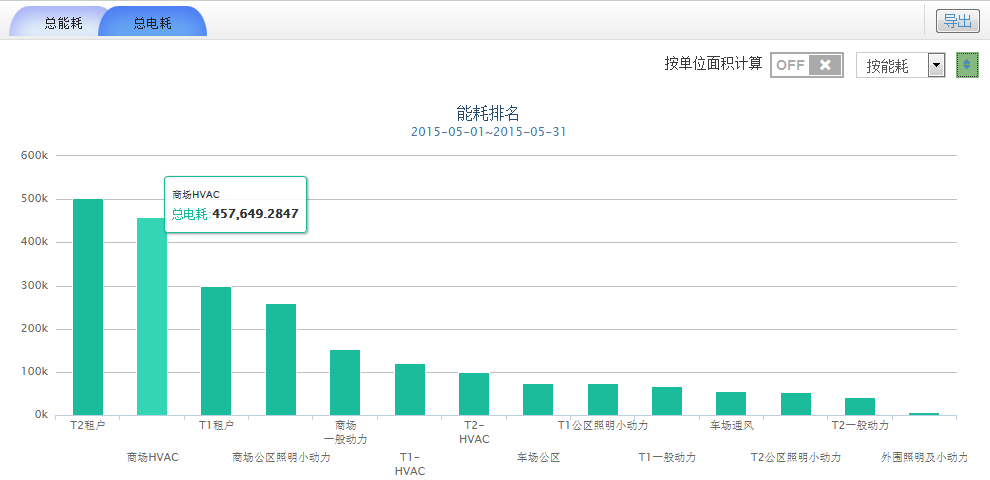 总能耗
总电耗
导出
按单位面积计算
OFF
按能耗
能耗排名
2015-05-01~2015-05-31
600k
500k
400k
300k
200k
100k
0k
商场HVAC
总电耗:457,649.2847
T2租户
商场HVAC
T1租户
商场公区照明小动力
商场
一般动力
T1-
HVAC
T2-
HVAC
车场公区
T1公区照明小动力
T1一般动力
车场通风
T2公区照明小动力
T2一般动力
外围照明及小动力